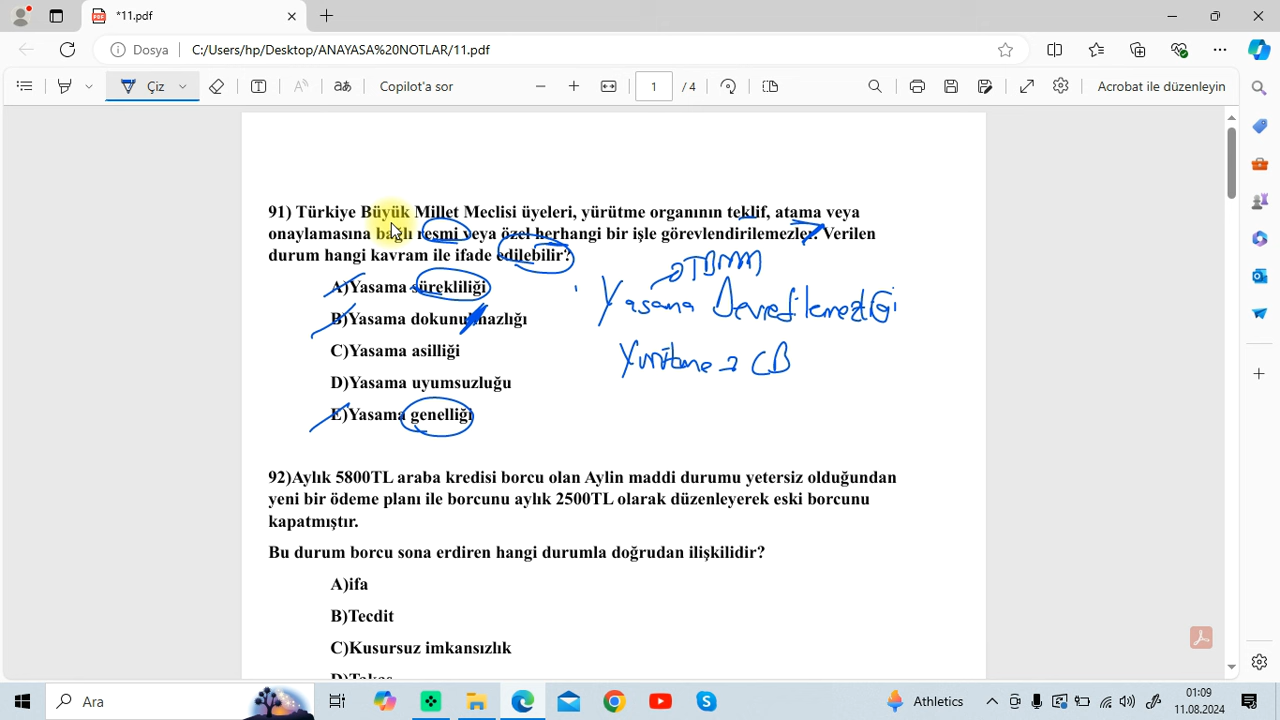 *11.pdf
Dosya C:/Users/hp/Desktop/ANAYASA%20NOTLAR/11.pdf
Çiz aあ Copilot'a sor 1 / 4 Acrobat ile düzenleyin
91) Türkiye Büyük Millet Meclisi üyeleri, yürütme organının teklif, atama veya
onaylamasına bağlı resmi veya özel herhangi bir işle görevlendirilemezler. Verilen
durum hangi kavram ile ifade edilebilir?
TBMM
A)Yasama sürekliliği
Yasama Devredilemezliği
B)Yasama dokunulmazlığı
C)Yasama asilliği
Yürütme → CB
D)Yasama uyumsuzluğu
E)Yasama genelliği
92)Aylık 5800TL araba kredisi borcu olan Aylin maddi durumu yetersiz olduğundan
yeni bir ödeme planı ile borcunu aylık 2500TL olarak düzenleyerek eski borcunu
kapatmıştır.
Bu durum borcu sona erdiren hangi durumla doğrudan ilişkilidir?
A)ifa
B)Tecdit
C)Kusursuz imkansızlık
D)Takas
Ara
Athletics
01:09
11.08.2024